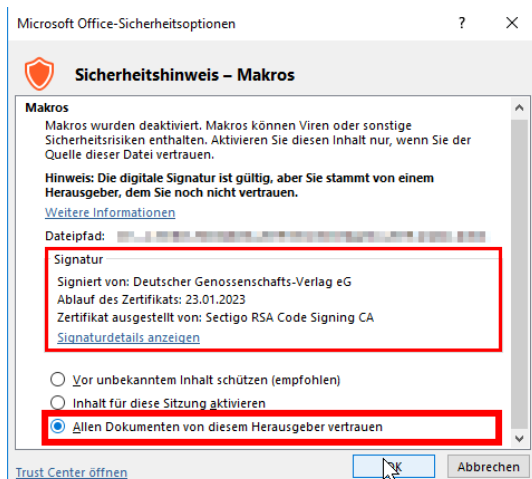 Microsoft Office-Sicherheitsoptionen ? ×
Sicherheitshinweis – Makros
Makros
Makros wurden deaktiviert. Makros können Viren oder sonstige
Sicherheitsrisiken enthalten. Aktivieren Sie diesen Inhalt nur, wenn Sie der
Quelle dieser Datei vertrauen.
Hinweis: Die digitale Signatur ist gültig, aber Sie stammt von einem
Herausgeber, dem Sie noch nicht vertrauen.
Weitere Informationen
Dateipfad:
Signatur
Signiert von: Deutscher Genossenschafts-Verlag eG
Ablauf des Zertifikats: 23.01.2023
Zertifikat ausgestellt von: Sectigo RSA Code Signing CA
Signaturdetails anzeigen
Vor unbekanntem Inhalt schützen (empfohlen)
Inhalt für diese Sitzung aktivieren
Allen Dokumenten von diesem Herausgeber vertrauen
Trust Center öffnen
OK Abbrechen